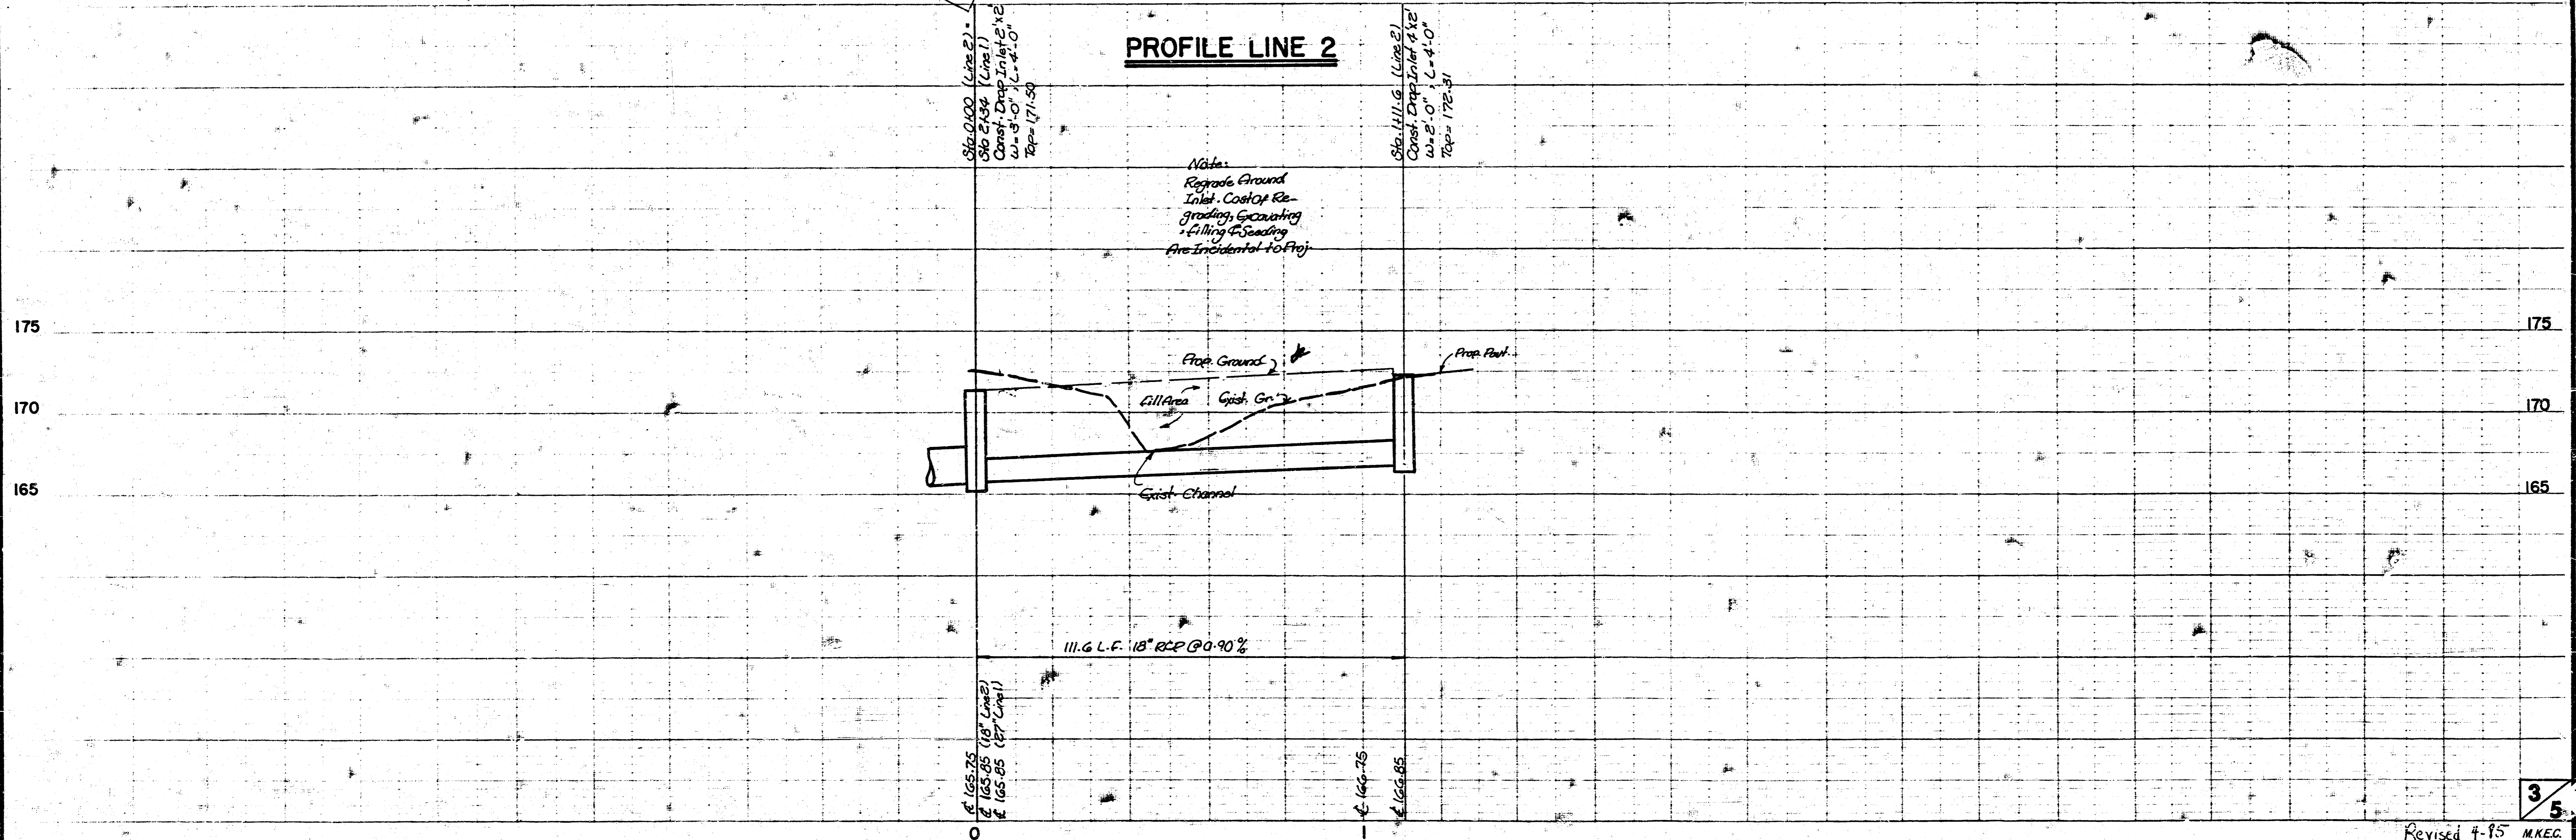 PROFILE LINE 2
Sta. 0+00 (Line 2) =
Sta 2+34 (Line 1)
Const. Drop Inlet 2'x2'
W=3'-0", L=4'-0"
Top=171.50
Sta. 1+11.6 (Line 2)
Const. Drop Inlet 4'x2'
W=2'-0", L=4'-0"
Top=172.31
Note:
Regrade Around
Inlet. Cost Of Re-
grading, Excavating
, filling & Seeding
Are Incidental to Proj.
175
175
Prop. Ground
Prop. Pavt.
Fill Area
Exist. Gr.
170
170
165
165
Exist. Channel
111.6 L.F. 18" RCP @ 0.90%
165.75
165.85 (18" Line 2)
165.85 (27" Line 1)
166.75
166.85
0
1
3/5
Revised 4-85 M.K.E.C.